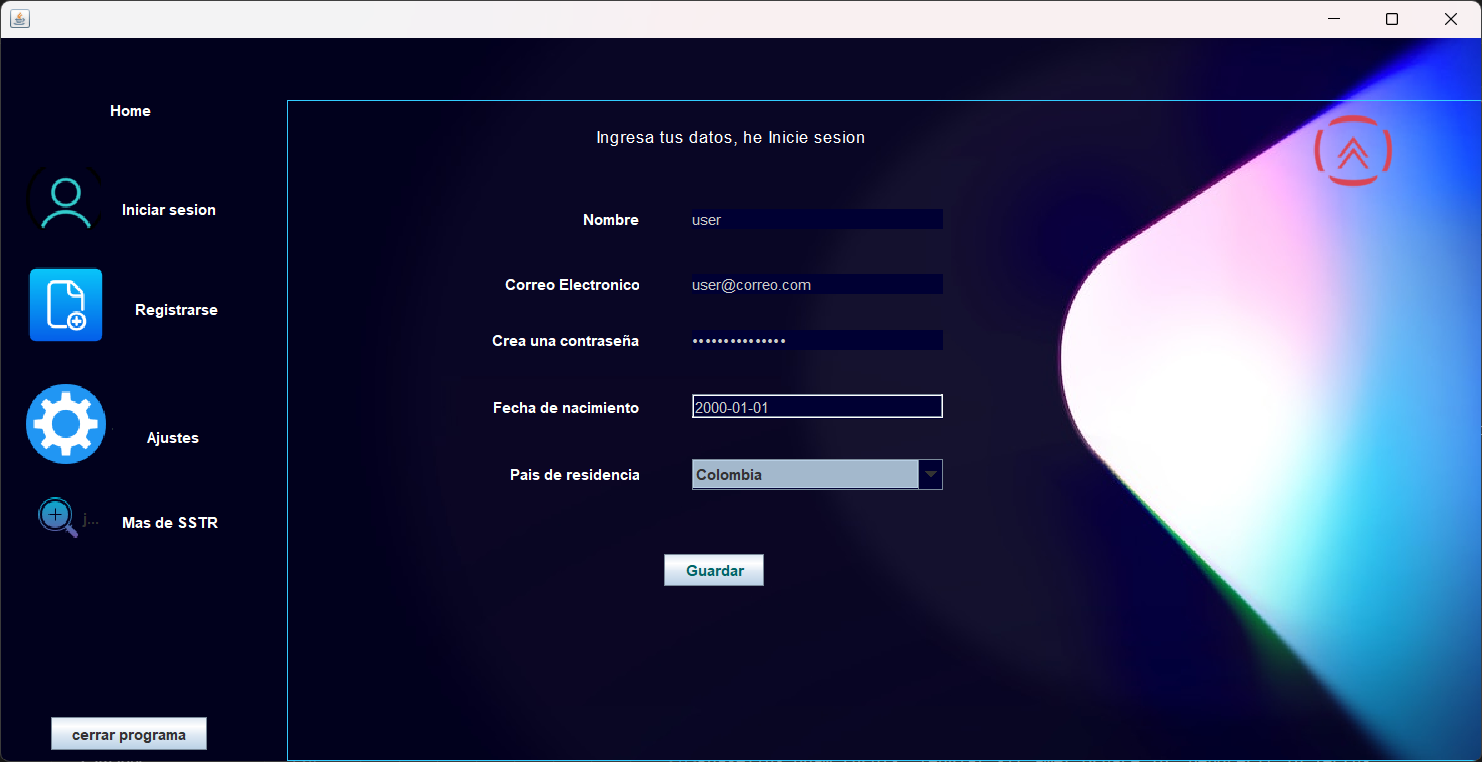 Home
Ingresa tus datos, he Inicie sesion
Iniciar sesion
Nombre
user
Correo Electronico
user@correo.com
Registrarse
Crea una contraseña
•••••••••••••••
Fecha de nacimiento
2000-01-01
Ajustes
Pais de residencia
Colombia
j...
Mas de SSTR
Guardar
cerrar programa